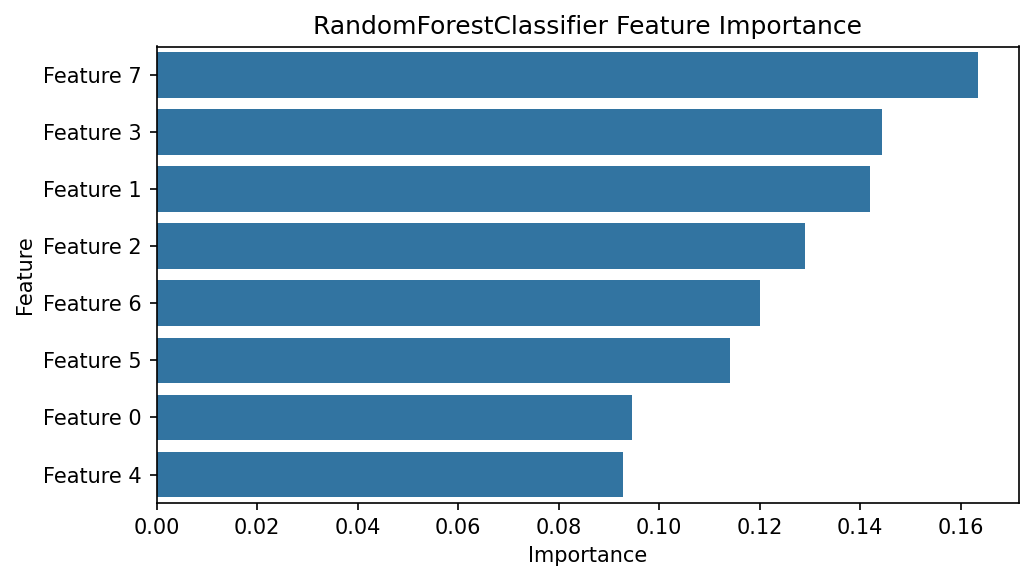 RandomForestClassifier Feature Importance
Feature
Feature 7
Feature 3
Feature 1
Feature 2
Feature 6
Feature 5
Feature 0
Feature 4
0.00 0.02 0.04 0.06 0.08 0.10 0.12 0.14 0.16
Importance